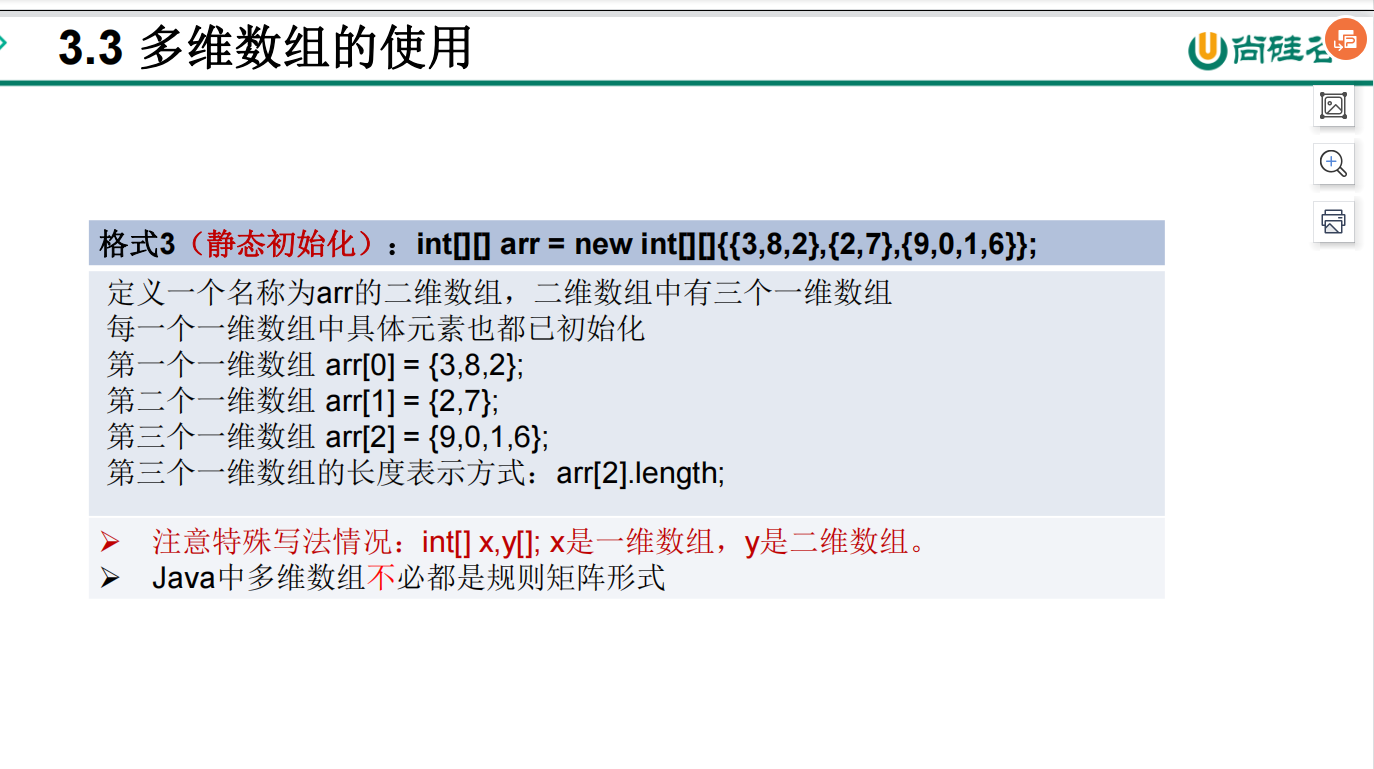 3.3 多维数组的使用
尚硅
格式3（静态初始化）：int[][] arr = new int[][]{{3,8,2},{2,7},{9,0,1,6}};
定义一个名称为arr的二维数组，二维数组中有三个一维数组
每一个一维数组中具体元素也都已初始化
第一个一维数组 arr[0] = {3,8,2};
第二个一维数组 arr[1] = {2,7};
第三个一维数组 arr[2] = {9,0,1,6};
第三个一维数组的长度表示方式：arr[2].length;
➢ 注意特殊写法情况：int[] x,y[]; x是一维数组，y是二维数组。
➢ Java中多维数组不必都是规则矩阵形式